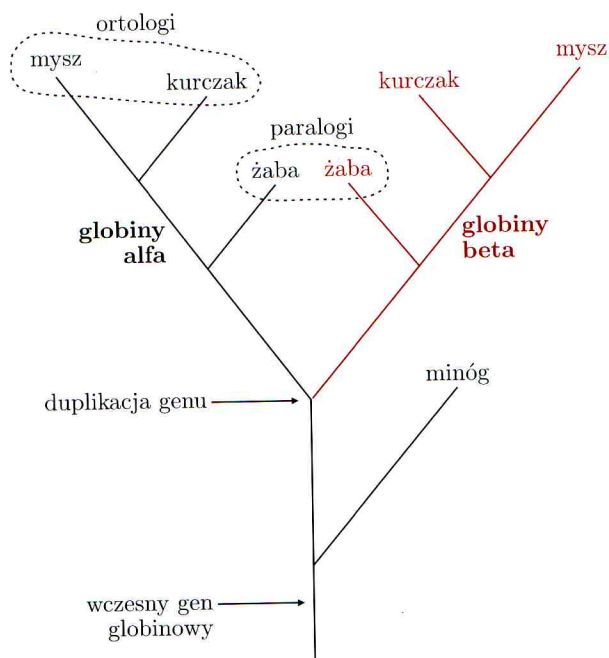 ortologi
mysz
mysz
kurczak
kurczak
paralogi
żaba
żaba
globiny
alfa
globiny
beta
minóg
duplikacja genu
wczesny gen
globinowy